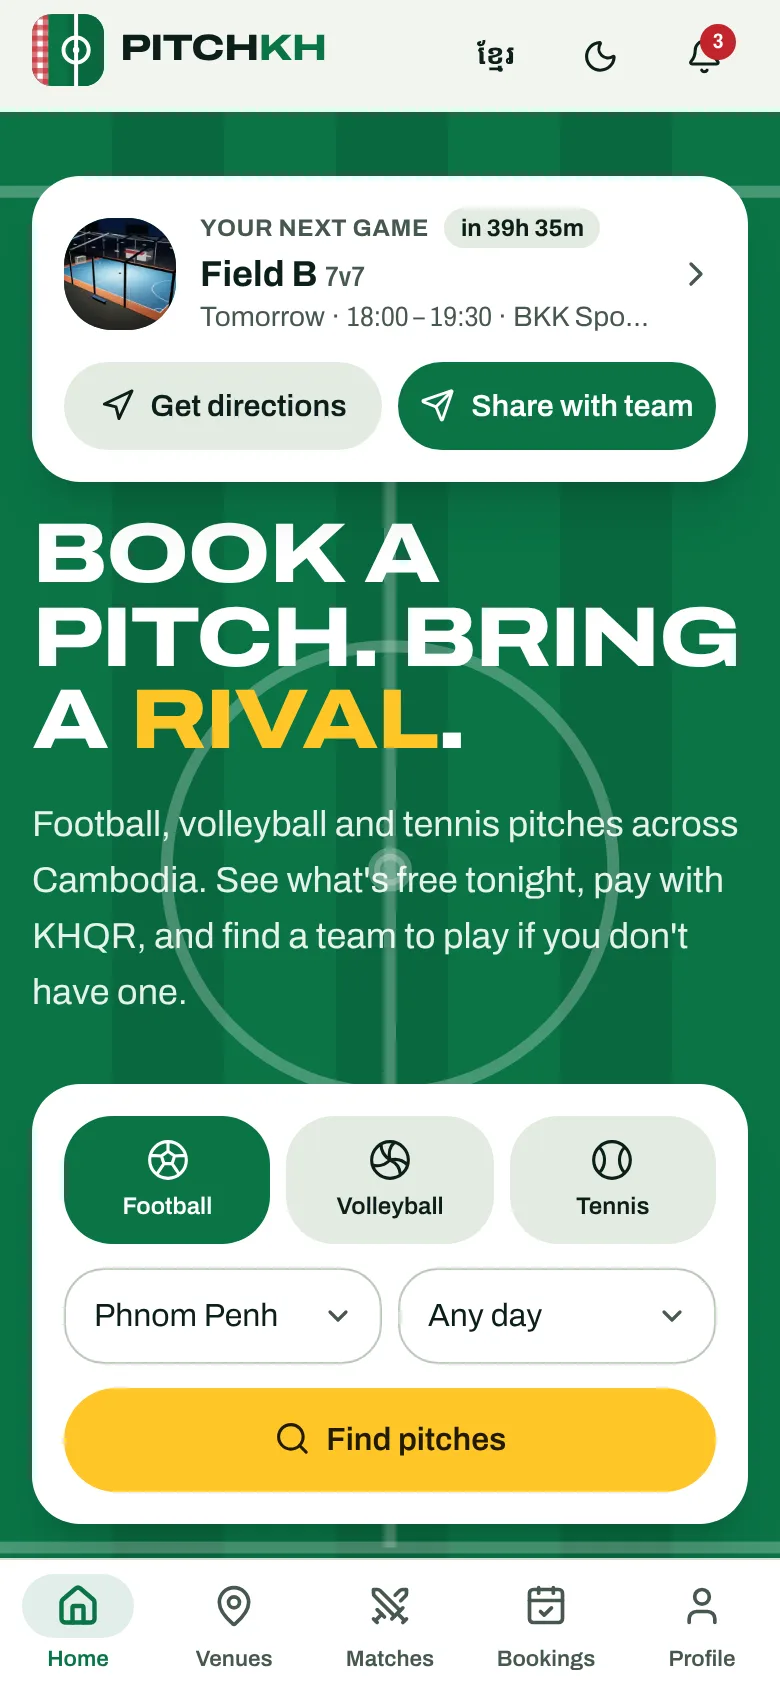 PITCHKH
ខ្មែរ
3
YOUR NEXT GAME in 39h 35m
Field B 7v7
Tomorrow · 18:00–19:30 · BKK Spo...
Get directions
Share with team
BOOK A
PITCH. BRING
A RIVAL.
Football, volleyball and tennis pitches across
Cambodia. See what's free tonight, pay with
KHQR, and find a team to play if you don't
have one.
Football
Volleyball
Tennis
Phnom Penh
Any day
Find pitches
Home
Venues
Matches
Bookings
Profile